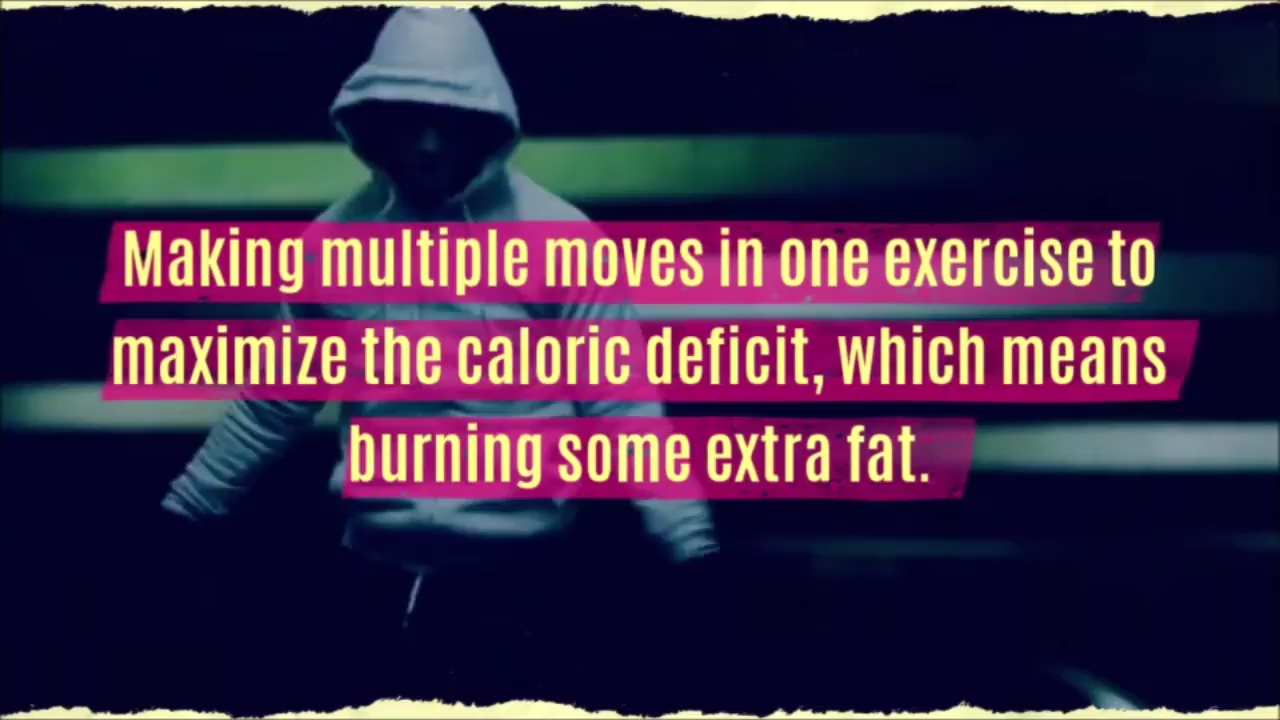 Making multiple moves in one exercise to
maximize the caloric deficit, which means
burning some extra fat.